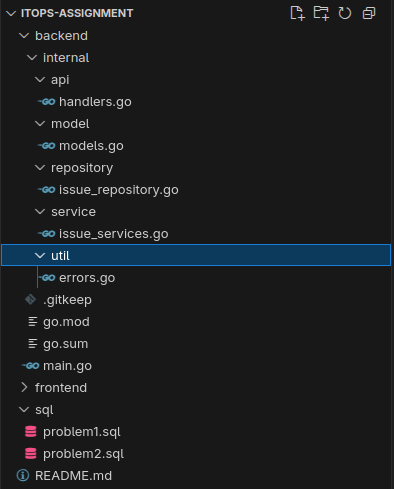 ITOPS-ASSIGNMENT
backend
internal
api
handlers.go
model
models.go
repository
issue_repository.go
service
issue_services.go
util
errors.go
.gitkeep
go.mod
go.sum
main.go
frontend
sql
problem1.sql
problem2.sql
README.md